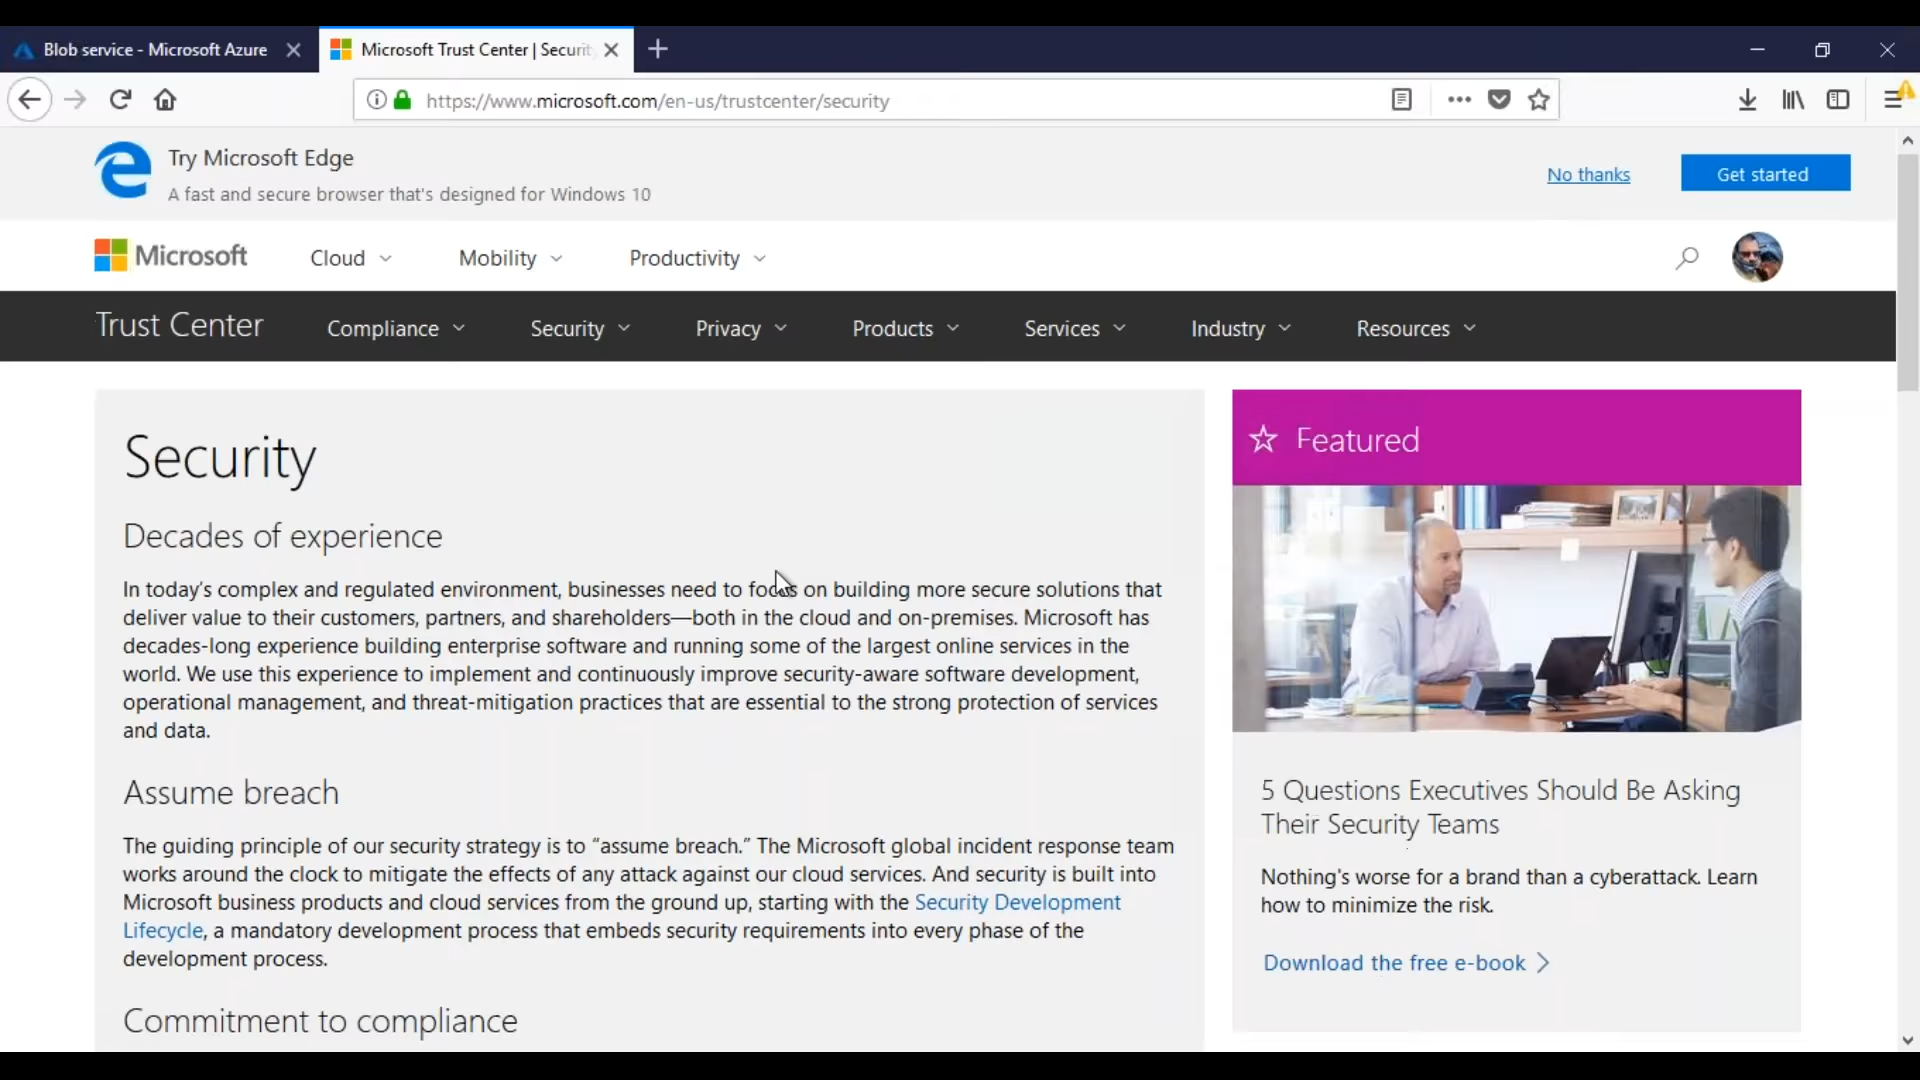 Blob service - Microsoft Azure
Microsoft Trust Center | Securit
https://www.microsoft.com/en-us/trustcenter/security
Try Microsoft Edge
A fast and secure browser that's designed for Windows 10
No thanks
Get started
Microsoft
Cloud
Mobility
Productivity
Trust Center
Compliance
Security
Privacy
Products
Services
Industry
Resources
Security
Decades of experience
In today's complex and regulated environment, businesses need to focus on building more secure solutions that
deliver value to their customers, partners, and shareholders—both in the cloud and on-premises. Microsoft has
decades-long experience building enterprise software and running some of the largest online services in the
world. We use this experience to implement and continuously improve security-aware software development,
operational management, and threat-mitigation practices that are essential to the strong protection of services
and data.
Assume breach
The guiding principle of our security strategy is to “assume breach.” The Microsoft global incident response team
works around the clock to mitigate the effects of any attack against our cloud services. And security is built into
Microsoft business products and cloud services from the ground up, starting with the Security Development
Lifecycle, a mandatory development process that embeds security requirements into every phase of the
development process.
Commitment to compliance
Featured
5 Questions Executives Should Be Asking
Their Security Teams
Nothing's worse for a brand than a cyberattack. Learn
how to minimize the risk.
Download the free e-book